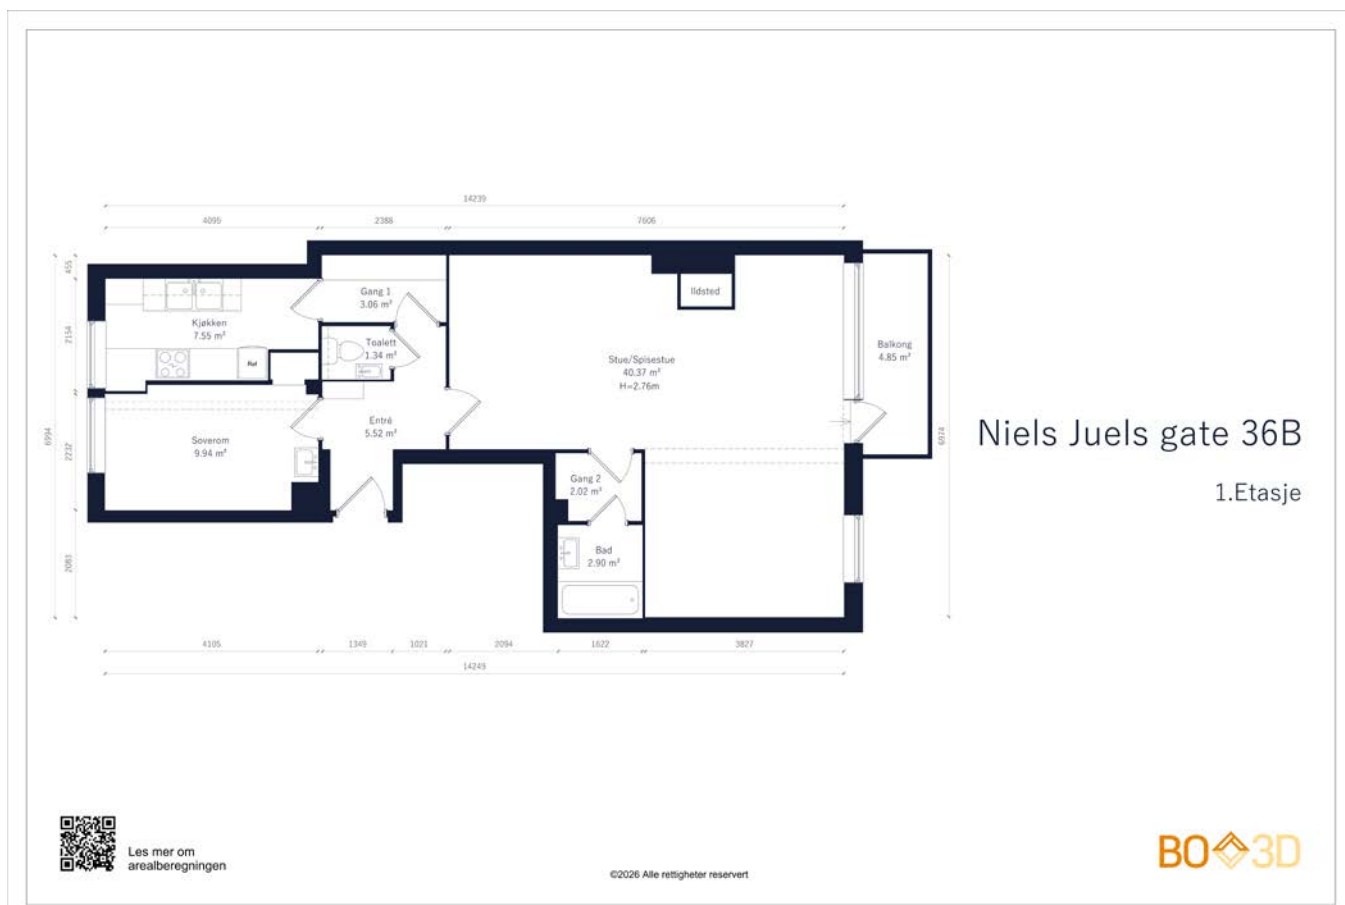 14239
4095
2388
7606
455
2154
6994
2232
2083
6974
Gang 1
3.06 m²
Ildsted
Kjøkken
7.55 m²
Toalett
1.34 m²
Ref
Stue/Spisestue
40.37 m²
H=2.76m
Balkong
4.85 m²
Entré
5.52 m²
Soverom
9.94 m²
Gang 2
2.02 m²
Bad
2.90 m²
4105
1349
1021
2094
1622
3827
14249
Niels Juels gate 36B
1.Etasje
Les mer om
arealberegningen
©2026 Alle rettigheter reservert
BO 3D